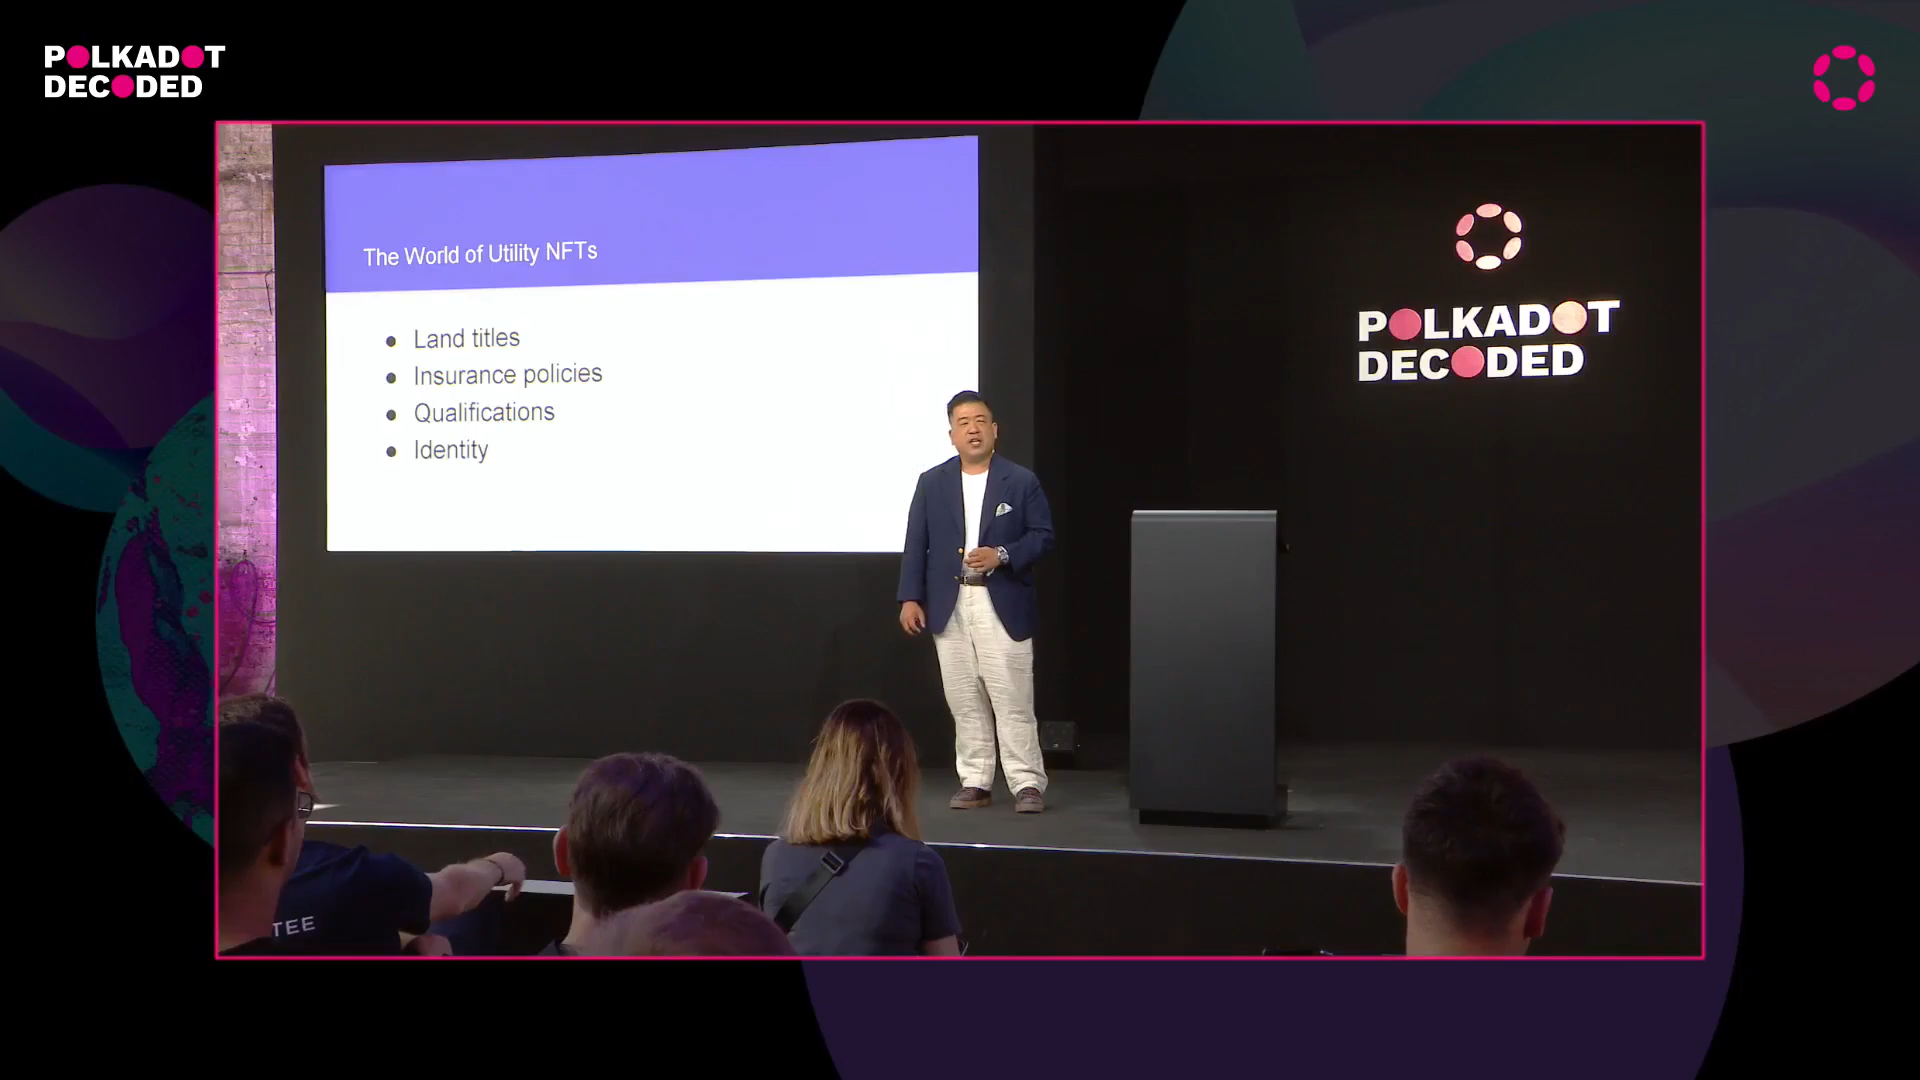 POLKADOT
DECODED
The World of Utility NFTs
Land titles
Insurance policies
Qualifications
Identity
POLKADOT
DECODED
TEE